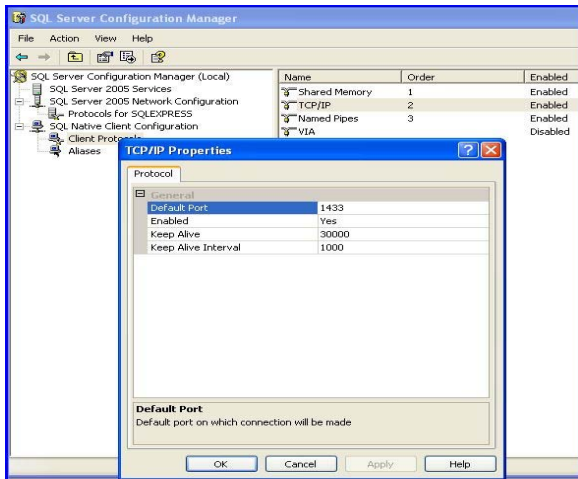 SQL Server Configuration Manager
File Action View Help
SQL Server Configuration Manager (Local)
SQL Server 2005 Services
SQL Server 2005 Network Configuration
Protocols for SQLEXPRESS
SQL Native Client Configuration
Client Protocols
Aliases
Name Order Enabled
Shared Memory 1 Enabled
TCP/IP 2 Enabled
Named Pipes 3 Enabled
VIA Disabled
TCP/IP Properties
Protocol
General
Default Port 1433
Enabled Yes
Keep Alive 30000
Keep Alive Interval 1000
Default Port
Default port on which connection will be made
OK Cancel Apply Help